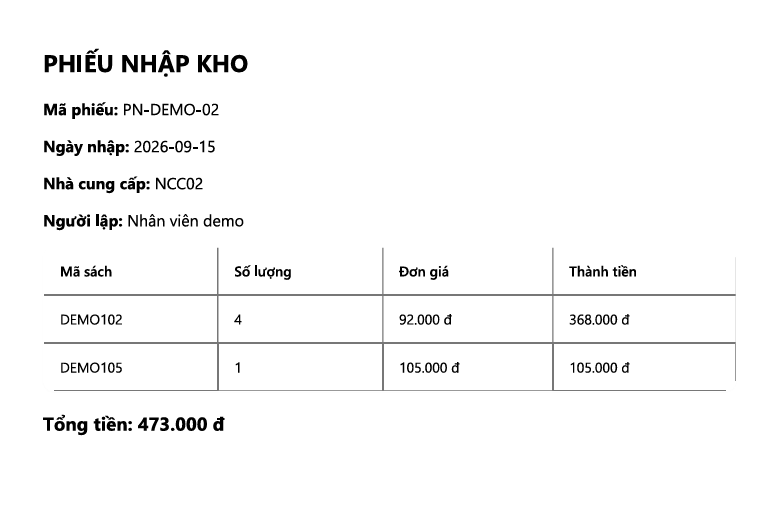 PHIẾU NHẬP KHO
Mã phiếu: PN-DEMO-02
Ngày nhập: 2026-09-15
Nhà cung cấp: NCC02
Người lập: Nhân viên demo
Mã sách Số lượng Đơn giá Thành tiền
DEMO102 4 92.000 đ 368.000 đ
DEMO105 1 105.000 đ 105.000 đ
Tổng tiền: 473.000 đ